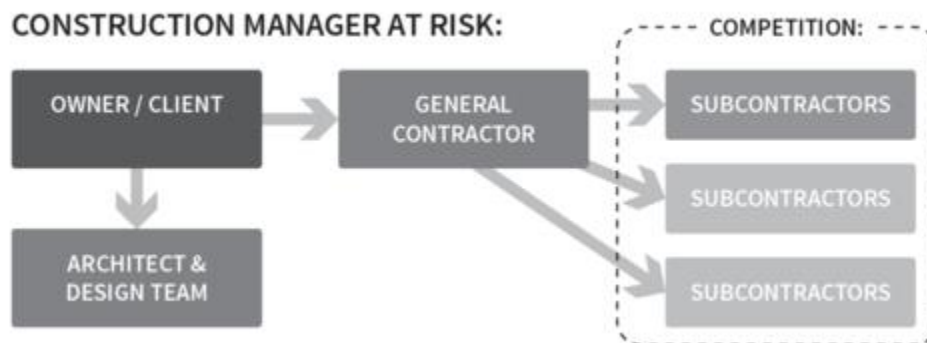 CONSTRUCTION MANAGER AT RISK:
COMPETITION:
OWNER / CLIENT
GENERAL
CONTRACTOR
SUBCONTRACTORS
SUBCONTRACTORS
SUBCONTRACTORS
ARCHITECT &
DESIGN TEAM